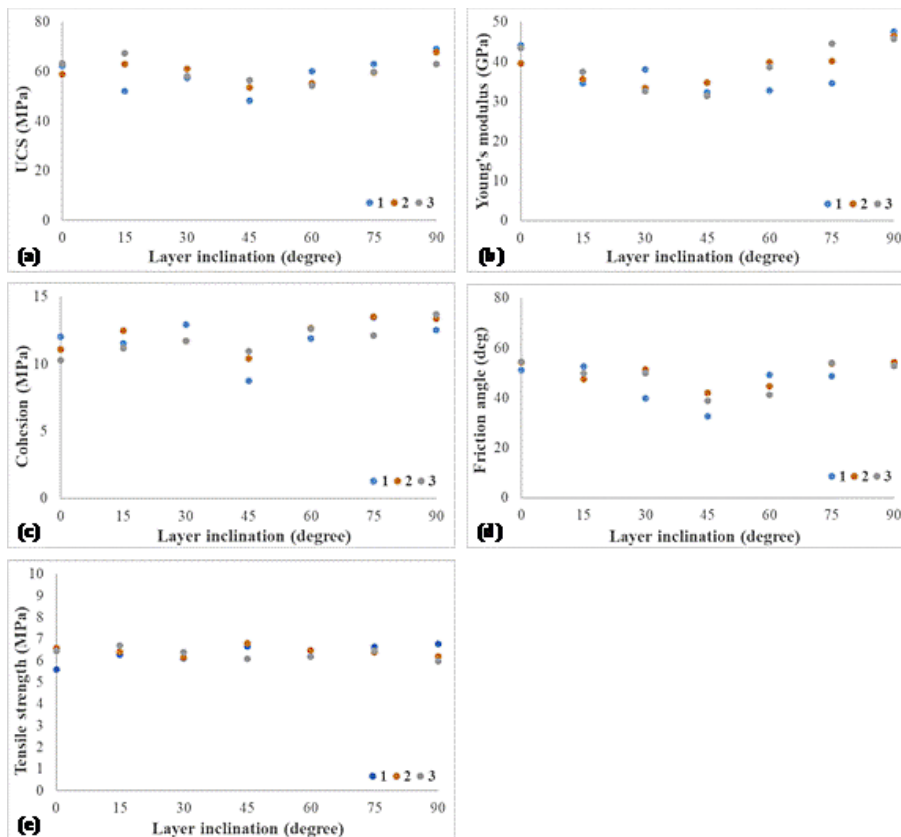 80
60
40
20
0
UCS (MPa)
1 2 3
0 15 30 45 60 75 90
(a)
Layer inclination (degree)
50
40
30
20
10
0
Young's modulus (GPa)
1 2 3
0 15 30 45 60 75 90
(b)
Layer inclination (degree)
15
10
5
0
Cohesion (MPa)
1 2 3
0 15 30 45 60 75 90
(c)
Layer inclination (degree)
80
60
40
20
0
Friction angle (deg)
1 2 3
0 15 30 45 60 75 90
(d)
Layer inclination (degree)
10
9
8
7
6
5
4
3
2
1
0
Tensile strength (MPa)
1 2 3
0 15 30 45 60 75 90
(e)
Layer inclination (degree)